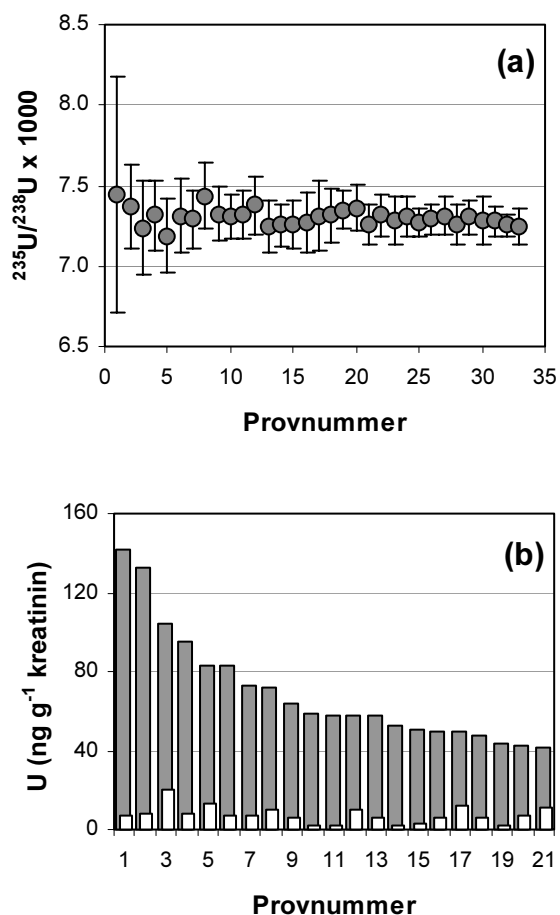 (a)
8.5
8.0
7.5
7.0
6.5
²³⁵U/²³⁸U x 1000
0 5 10 15 20 25 30 35
Provnummer
(b)
160
120
80
40
0
U (ng g⁻¹ kreatinin)
1 3 5 7 9 11 13 15 17 19 21
Provnummer